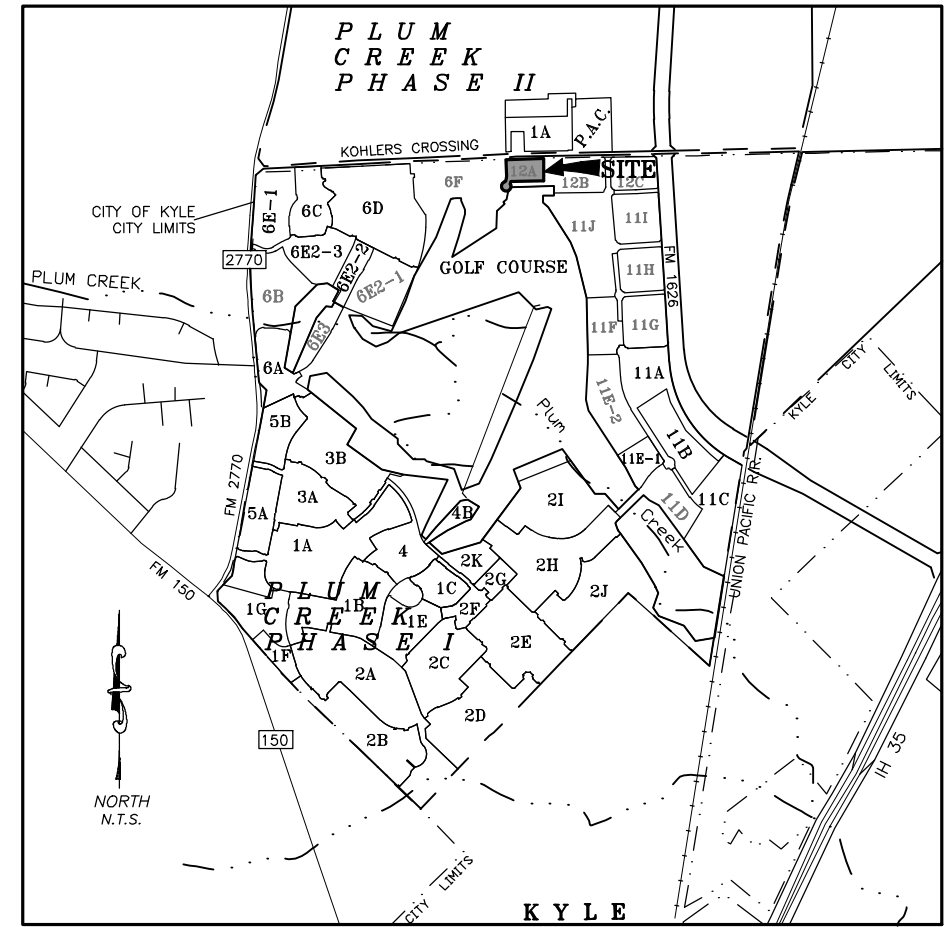 PLUM
CREEK
PHASE II
1A
P.A.C.
KOHLERS CROSSING
12A
SITE
6F
12B
12C
6E-1
6C
6D
CITY OF KYLE
CITY LIMITS
11J
11I
2770
6E2-3
6E2-2
6E2-1
GOLF COURSE
11H
FM 1626
PLUM CREEK
6B
6E3
11F
11G
6A
11A
KYLE CITY LIMITS
11E-2
5B
Plum
11B
3B
11E-1
FM 2770
3A
5A
4B
2I
11D
11C
Creek
UNION PACIFIC R/R
1A
4
2K
2H
2G
FM 150
PLUM
CREEK
PHASE I
1G
1B
1C
2F
2J
1E
1F
2E
2C
2A
2D
2B
150
IH 35
NORTH
N.T.S.
CITY LIMITS
KYLE